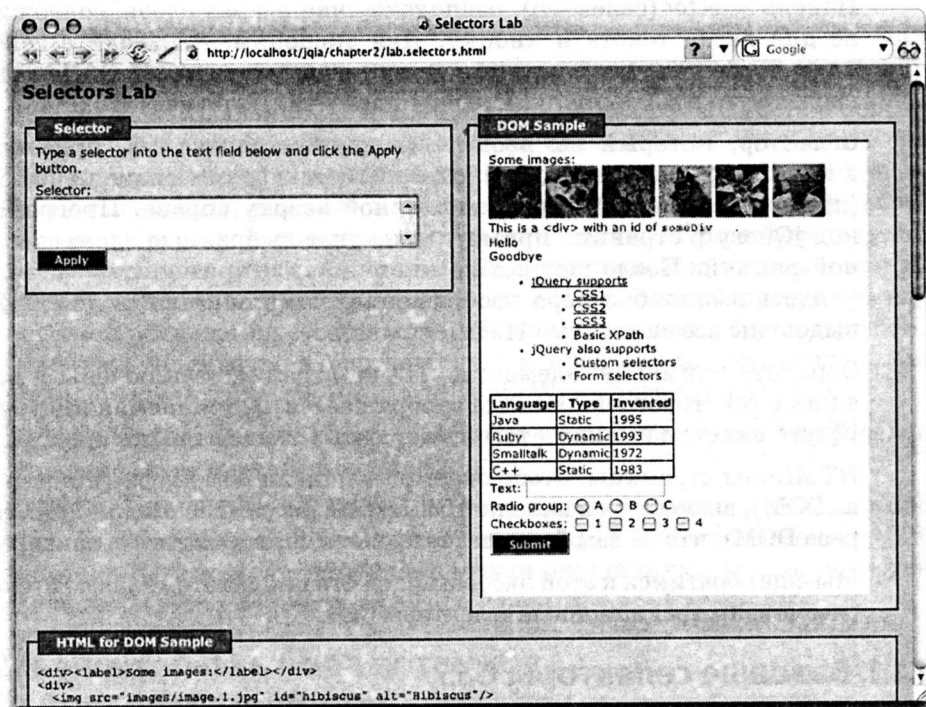 Selectors Lab
http://localhost/jqla/chapter2/lab.selectors.html
?
G Google
Selectors Lab
Selector
Type a selector into the text field below and click the Apply
button.
Selector:
Apply
DOM Sample
Some images:
This is a <div> with an id of someDiv
Hello
Goodbye
jQuery supports
CSS1
CSS2
CSS3
Basic XPath
jQuery also supports
Custom selectors
Form selectors
Language Type Invented
Java Static 1995
Ruby Dynamic 1993
Smalltalk Dynamic 1972
C++ Static 1983
Text:
Radio group: A B C
Checkboxes: 1 2 3 4
Submit
HTML for DOM Sample
<div><label>Some images:</label></div>
<div>
<img src="images/image.1.jpg" id="hibiscus" alt="Hibiscus"/>